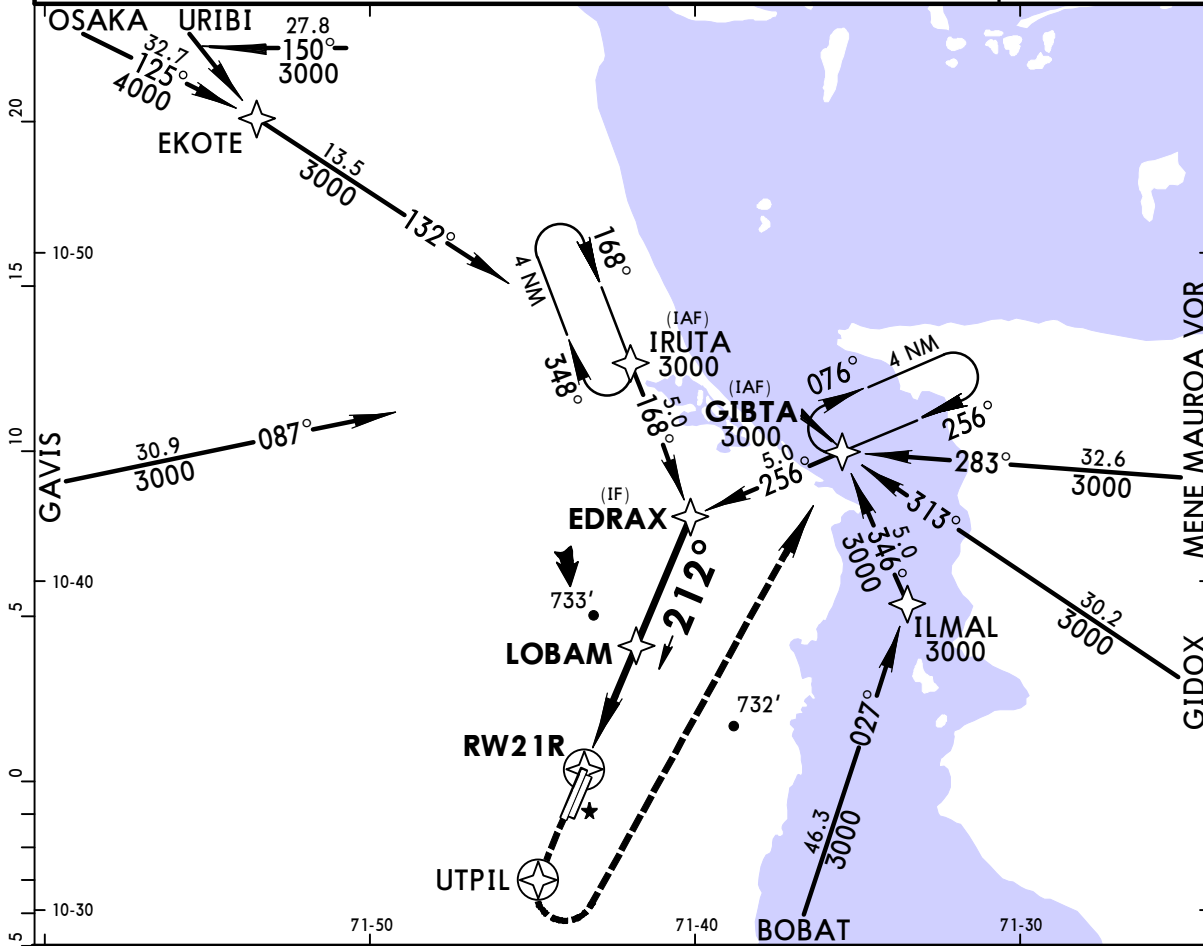 OSAKA
URIBI
32.7
125°
4000
27.8
150°
3000
20
EKOTE
13.5
3000
132°
10-50
15
4 NM
168°
348°
(IAF)
IRUTA
3000
5.0
168°
(IAF)
GIBTA
3000
076°
4 NM
256°
5.0
256°
283°
32.6
3000
MENE MAUROA VOR
10
GAVIS
30.9
3000
087°
(IF)
EDRAX
212°
313°
30.2
3000
GIDOX
5.0
346°
3000
ILMAL
3000
10-40
5
733'
LOBAM
732'
027°
RW21R
0
46.3
3000
UTPIL
10-30
5
71-50
71-40
BOBAT
71-30